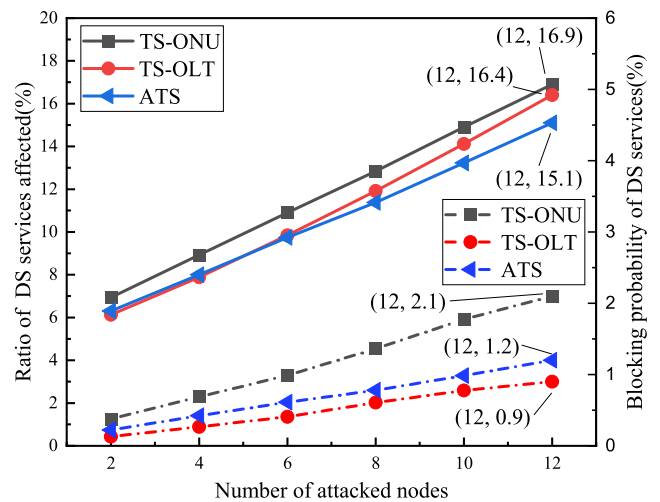 20
18
16
14
12
10
8
6
4
2
0
Ratio of  DS services affected(%)
TS-ONU
TS-OLT
ATS
(12, 16.9)
(12, 16.4)
(12, 15.1)
TS-ONU
TS-OLT
ATS
(12, 2.1)
(12, 1.2)
(12, 0.9)
6
5
4
3
2
1
0
Blocking probability of DS services(%)
2 4 6 8 10 12
Number of attacked nodes